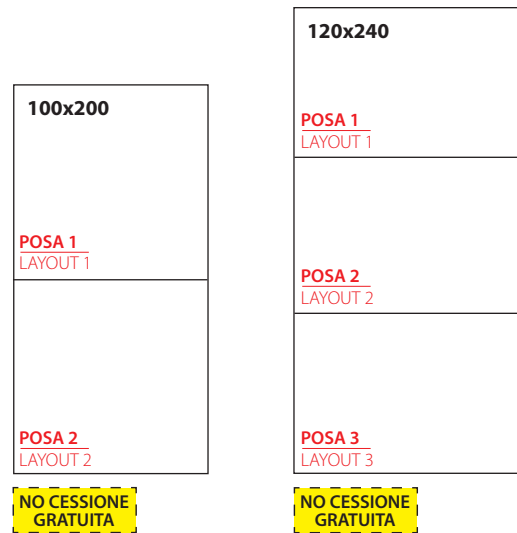 100x200
POSA 1
LAYOUT 1
POSA 2
LAYOUT 2
NO CESSIONE
GRATUITA
120x240
POSA 1
LAYOUT 1
POSA 2
LAYOUT 2
POSA 3
LAYOUT 3
NO CESSIONE
GRATUITA